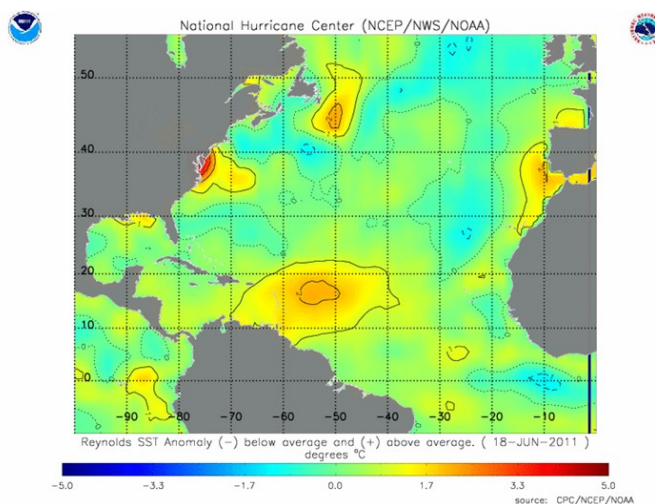 National Hurricane Center (NCEP/NWS/NOAA)
50
40
30
20
10
0
-90 -80 -70 -60 -50 -40 -30 -20 -10
Reynolds SST Anomaly (-) below average and (+) above average. ( 18-JUN-2011 )
degrees °C
-5.0 -3.3 -1.7 0.0 1.7 3.3 5.0
source: CPC/NCEP/NOAA